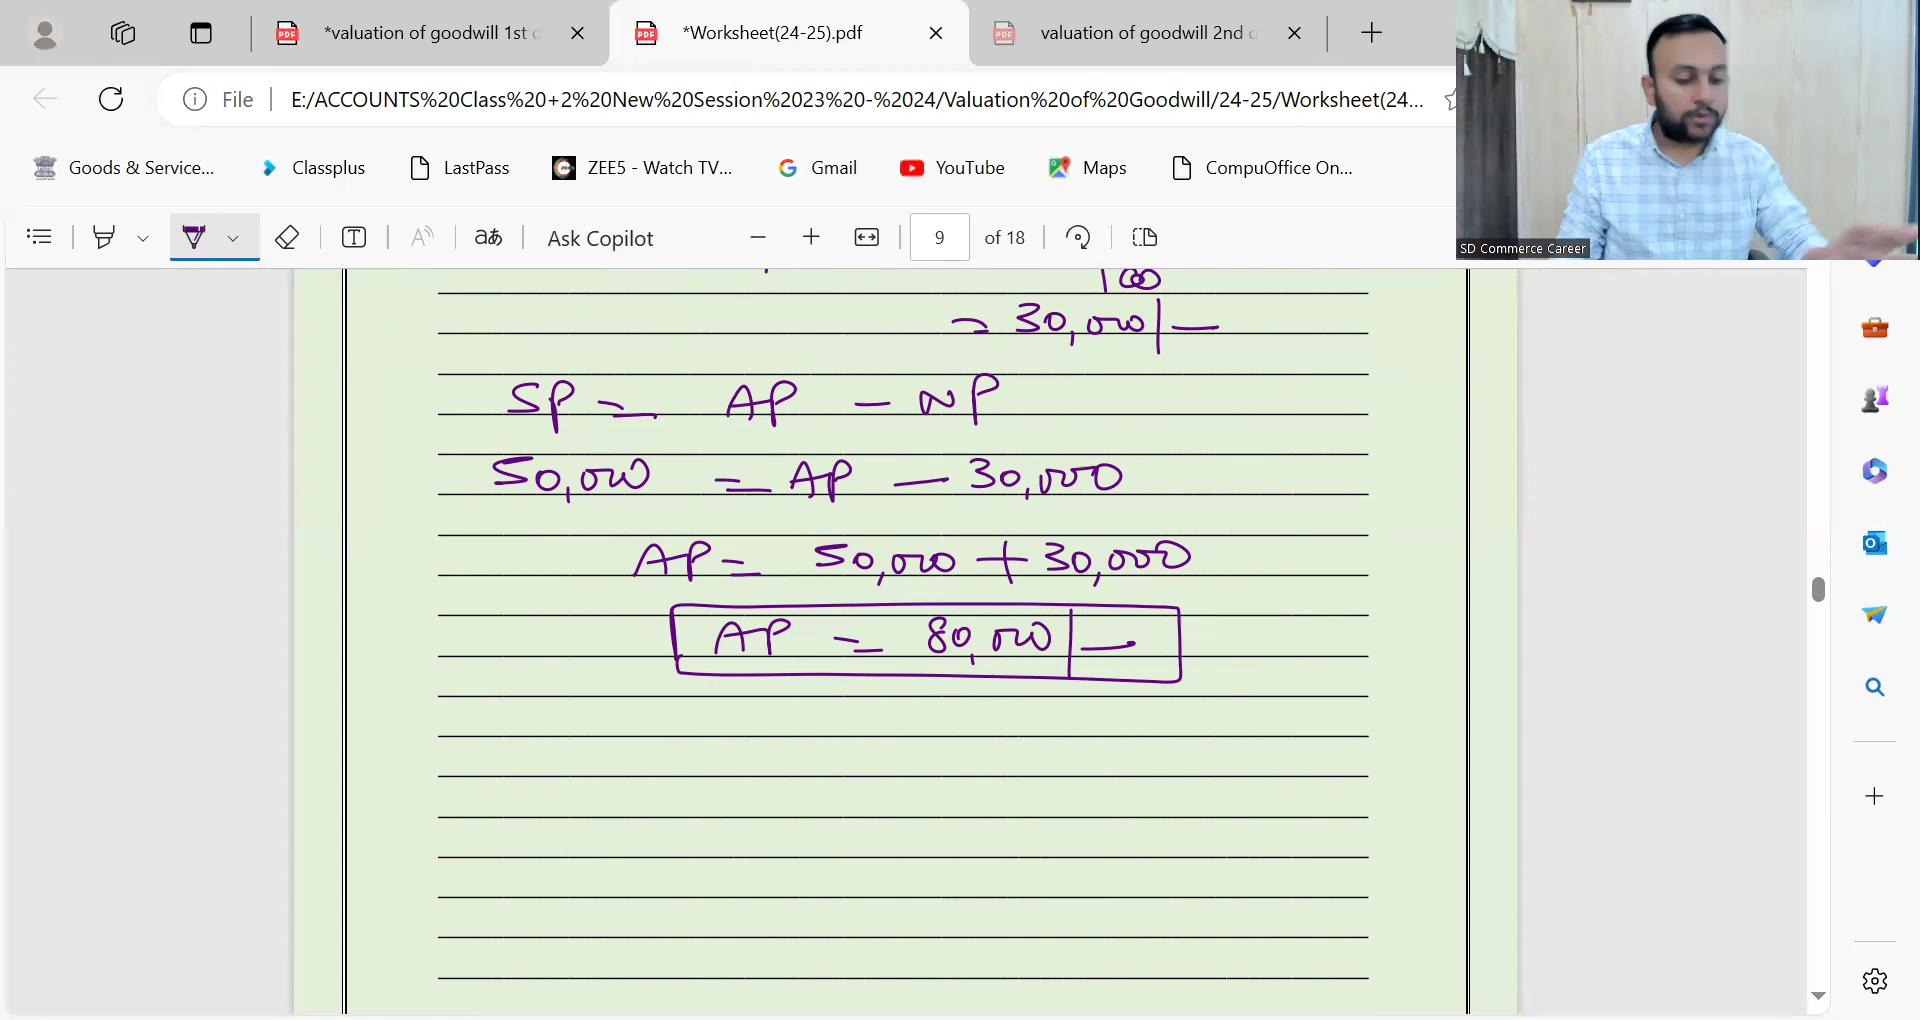 *valuation of goodwill 1st c
*Worksheet(24-25).pdf
valuation of goodwill 2nd
File
E:/ACCOUNTS%20Class%20+2%20New%20Session%2023%20-%2024/Valuation%20of%20Goodwill/24-25/Worksheet(24...
Goods & Service...
Classplus
LastPass
ZEE5 - Watch TV...
Gmail
YouTube
Maps
CompuOffice On...
Ask Copilot
9 of 18
SD Commerce Career
100
= 30,000/-
SP = AP - NP
50,000 = AP - 30,000
AP = 50,000 + 30,000
AP = 80,000/-